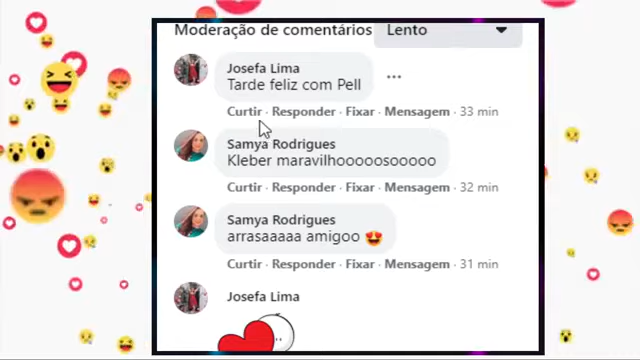 Moderação de comentários Lento
Josefa Lima
Tarde feliz com Pell
Curtir · Responder · Fixar · Mensagem · 33 min
Samya Rodrigues
Kleber maravilhooooosooooo
Curtir · Responder · Fixar · Mensagem · 32 min
Samya Rodrigues
arrasaaaaa amigoo 😍
Curtir · Responder · Fixar · Mensagem · 31 min
Josefa Lima